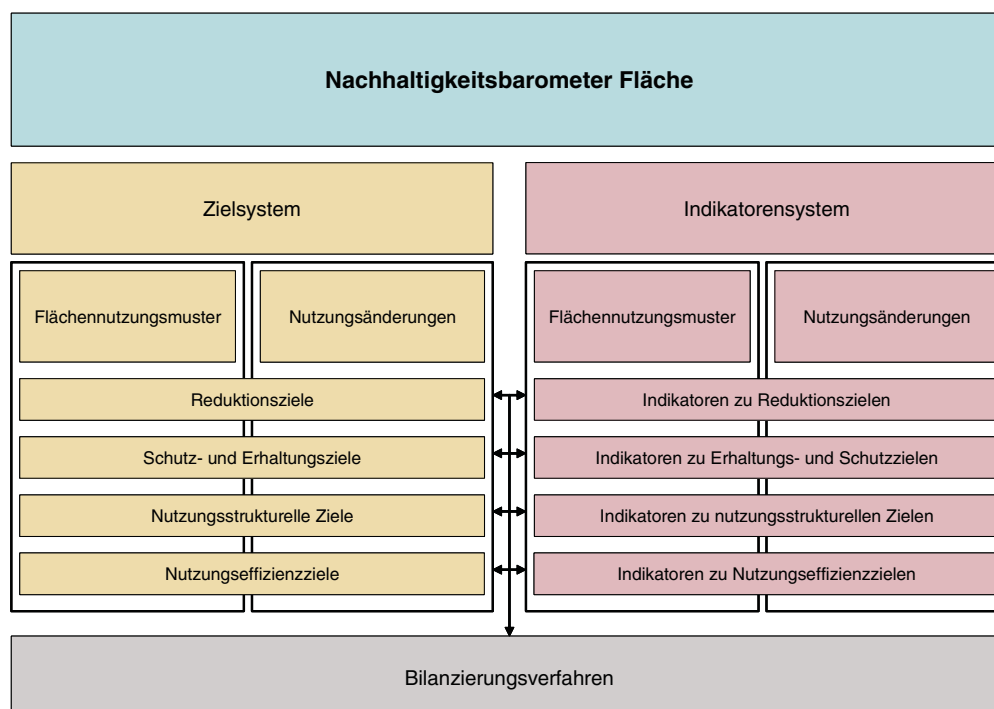 Nachhaltigkeitsbarometer Fläche
Zielsystem
Indikatorensystem
Flächennutzungsmuster
Nutzungsänderungen
Flächennutzungsmuster
Nutzungsänderungen
Reduktionsziele
Indikatoren zu Reduktionszielen
Schutz- und Erhaltungsziele
Indikatoren zu Erhaltungs- und Schutzzielen
Nutzungsstrukturelle Ziele
Indikatoren zu nutzungsstrukturellen Zielen
Nutzungseffizienzziele
Indikatoren zu Nutzungseffizienzzielen
Bilanzierungsverfahren